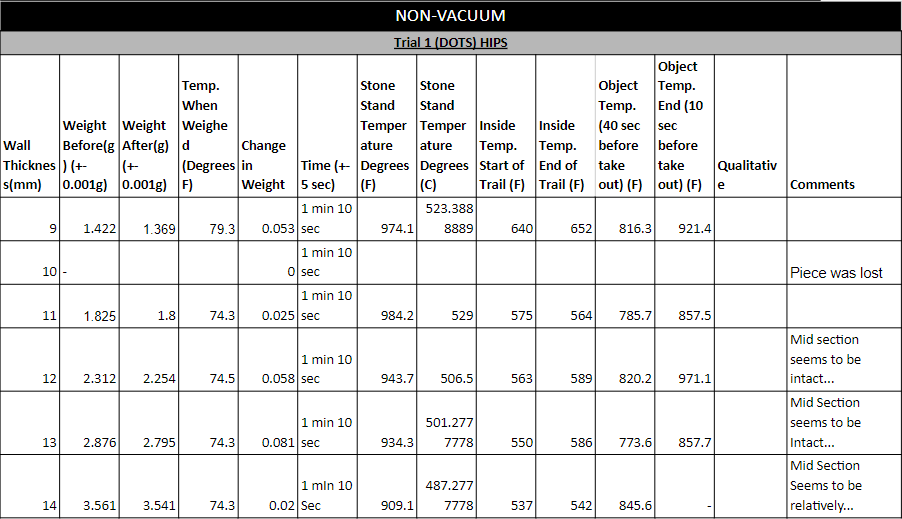 NON-VACUUM
Trial 1 (DOTS) HIPS
Wall Thicknes s(mm) Weight Before(g ) (+- 0.001g) Weight After(g) (+- 0.001g) Temp. When Weighe d (Degrees F) Change in Weight Time (+- 5 sec) Stone Stand Temper ature Degrees (F) Stone Stand Temper ature Degrees (C) Inside Temp. Start of Trail (F) Inside Temp. End of Trail (F) Object Temp. (40 sec before take out) (F) Object Temp. End (10 sec before take out) (F) Qualitativ e Comments
9 1.422 1.369 79.3 0.053 1 min 10 sec 974.1 523.388 8889 640 652 816.3 921.4
10 - 0 1 min 10 sec Piece was lost
11 1.825 1.8 74.3 0.025 1 min 10 sec 984.2 529 575 564 785.7 857.5
12 2.312 2.254 74.5 0.058 1 min 10 sec 943.7 506.5 563 589 820.2 971.1 Mid section seems to be intact...
13 2.876 2.795 74.3 0.081 1 min 10 sec 934.3 501.277 7778 550 586 773.6 857.7 Mid Section seems to be Intact...
14 3.561 3.541 74.3 0.02 1 mIn 10 Sec 909.1 487.277 7778 537 542 845.6 - Mid Section Seems to be relatively...